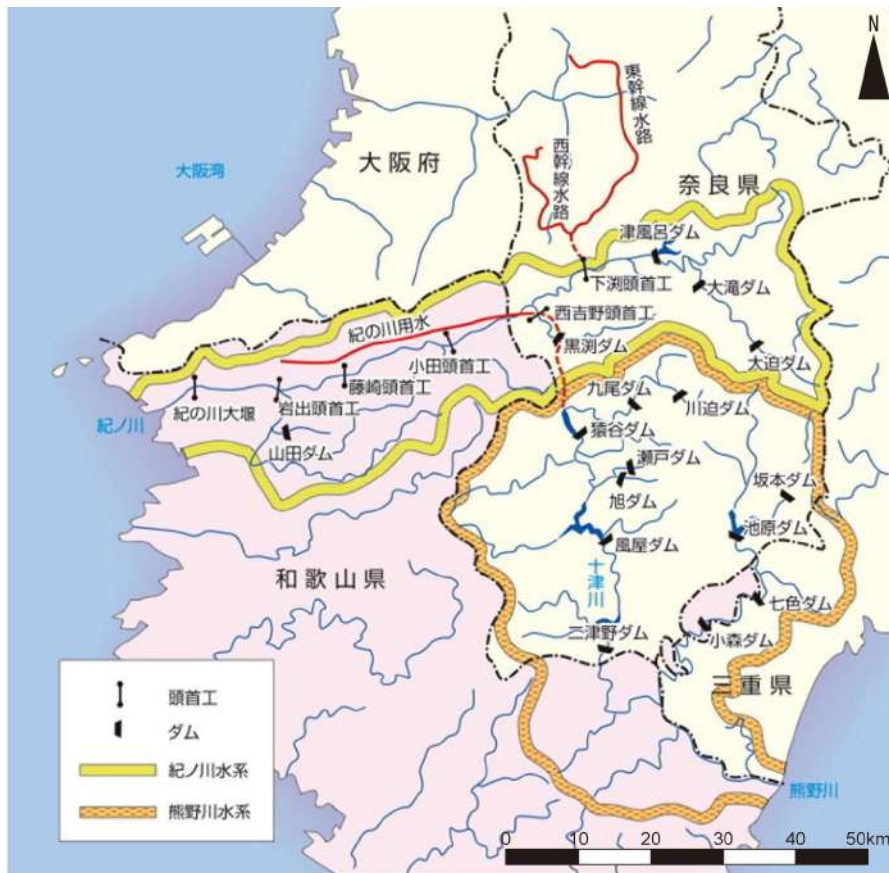 N
東幹線水路
西幹線水路
大阪府
大阪湾
奈良県
津風呂ダム
下渕頭首工
大滝ダム
西吉野頭首工
紀の川用水
黒渕ダム
大迫ダム
小田頭首工
藤崎頭首工
九尾ダム
川迫ダム
紀の川大堰
岩出頭首工
紀ノ川
山田ダム
猿谷ダム
瀬戸ダム
坂本ダム
旭ダム
池原ダム
風屋ダム
和歌山県
十津川
七色ダム
二津野ダム
小森ダム
三重県
頭首工
ダム
紀ノ川水系
熊野川水系
熊野川
0 10 20 30 40 50km